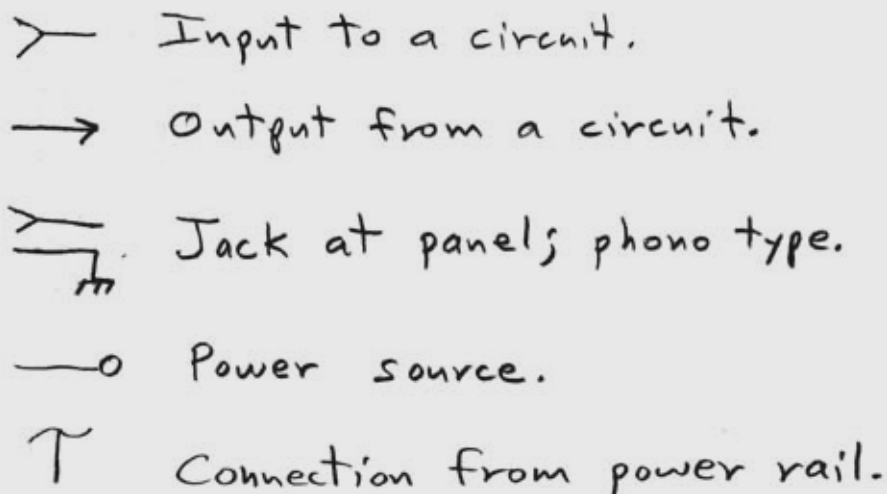 Input to a circuit.
Output from a circuit.
Jack at panel; phono type.
Power source.
Connection from power rail.